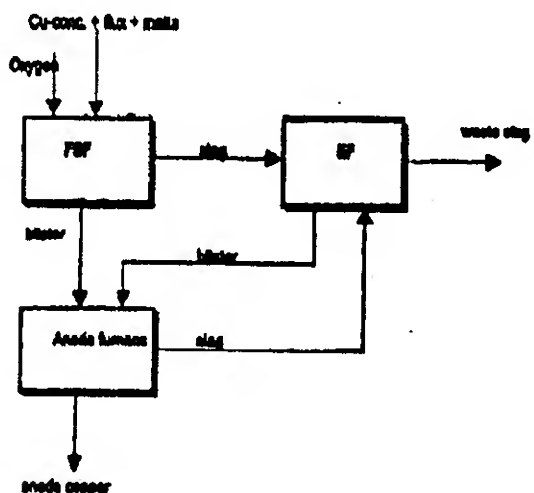 Cu-conc. + flux + matte
Oxygen
FSF
slag
EF
waste slag
blister
blister
Anode furnace
slag
anode copper